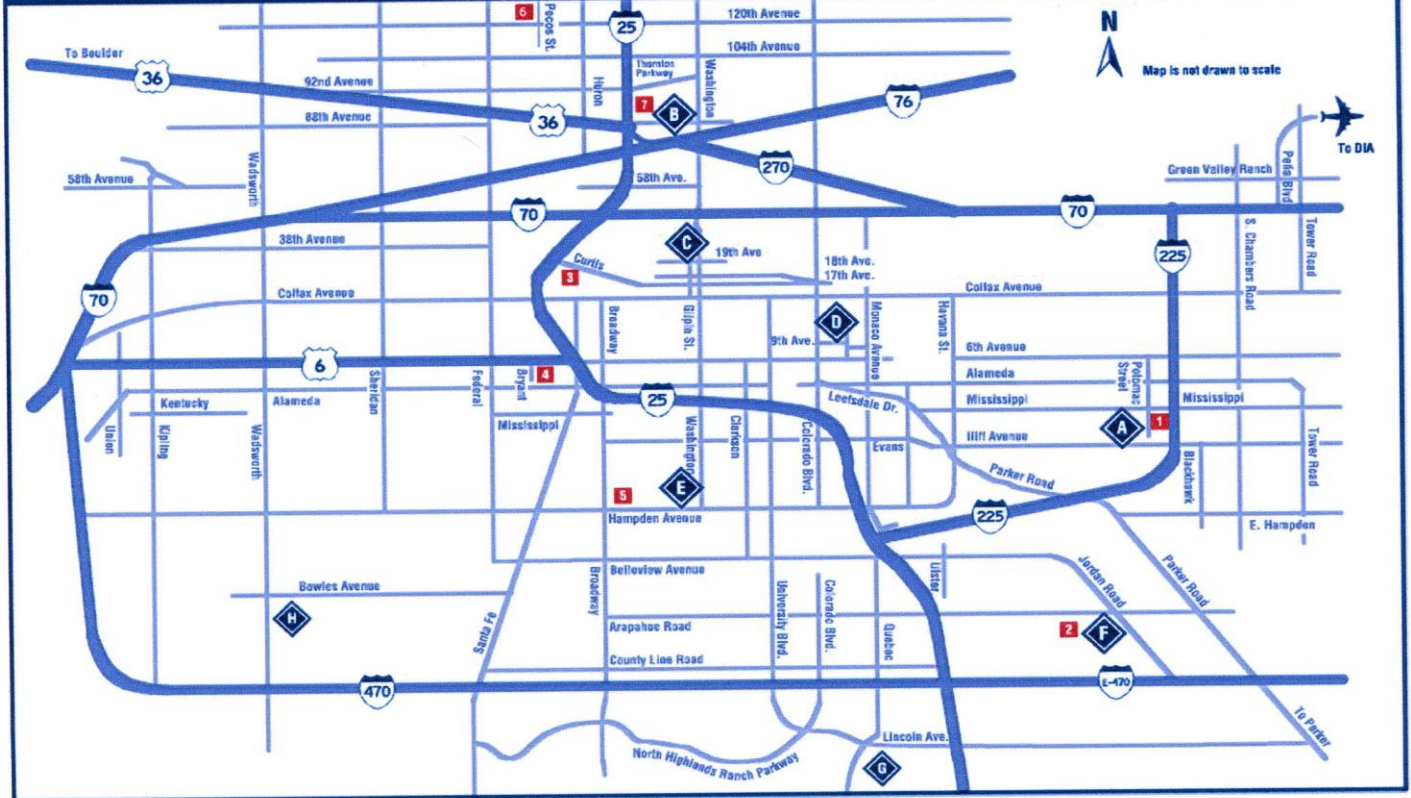 6
Pecos St.
25
120th Avenue
N
To Boulder
104th Avenue
Map is not drawn to scale
36
92nd Avenue
Huron
Thornton
Parkway
Washington
76
88th Avenue
36
7
B
To DIA
58th Avenue
Wadsworth
58th Ave.
270
Green Valley Ranch
Peña Blvd
70
70
38th Avenue
C
19th Ave
225
S. Chambers Road
Tower Road
Curtis
3
18th Ave.
17th Ave.
70
Colfax Avenue
Colfax Avenue
Broadway
Gilpin St.
D
Monaco Avenue
Havana St.
9th Ave.
6
6th Avenue
Sheridan
Federal
Bryant
4
Alameda
Potomac
Street
Kentucky
Alameda
25
Leetsdale Dr.
Mississippi
Mississippi
Union
Kipling
Wadsworth
Mississippi
Washington
Clarkson
Colorado Blvd.
Evans
A
1
Iliff Avenue
Blackhawk
Tower Road
Parker Road
5
E
Hampden Avenue
225
E. Hampden
Belleview Avenue
Ulster
Jordan Road
Parker Road
Bowles Avenue
Broadway
University Blvd.
Colorado Blvd.
Quebec
H
Santa Fe
Arapahoe Road
2
F
County Line Road
470
E-470
To Parker
North Highlands Ranch Parkway
Lincoln Ave.
G